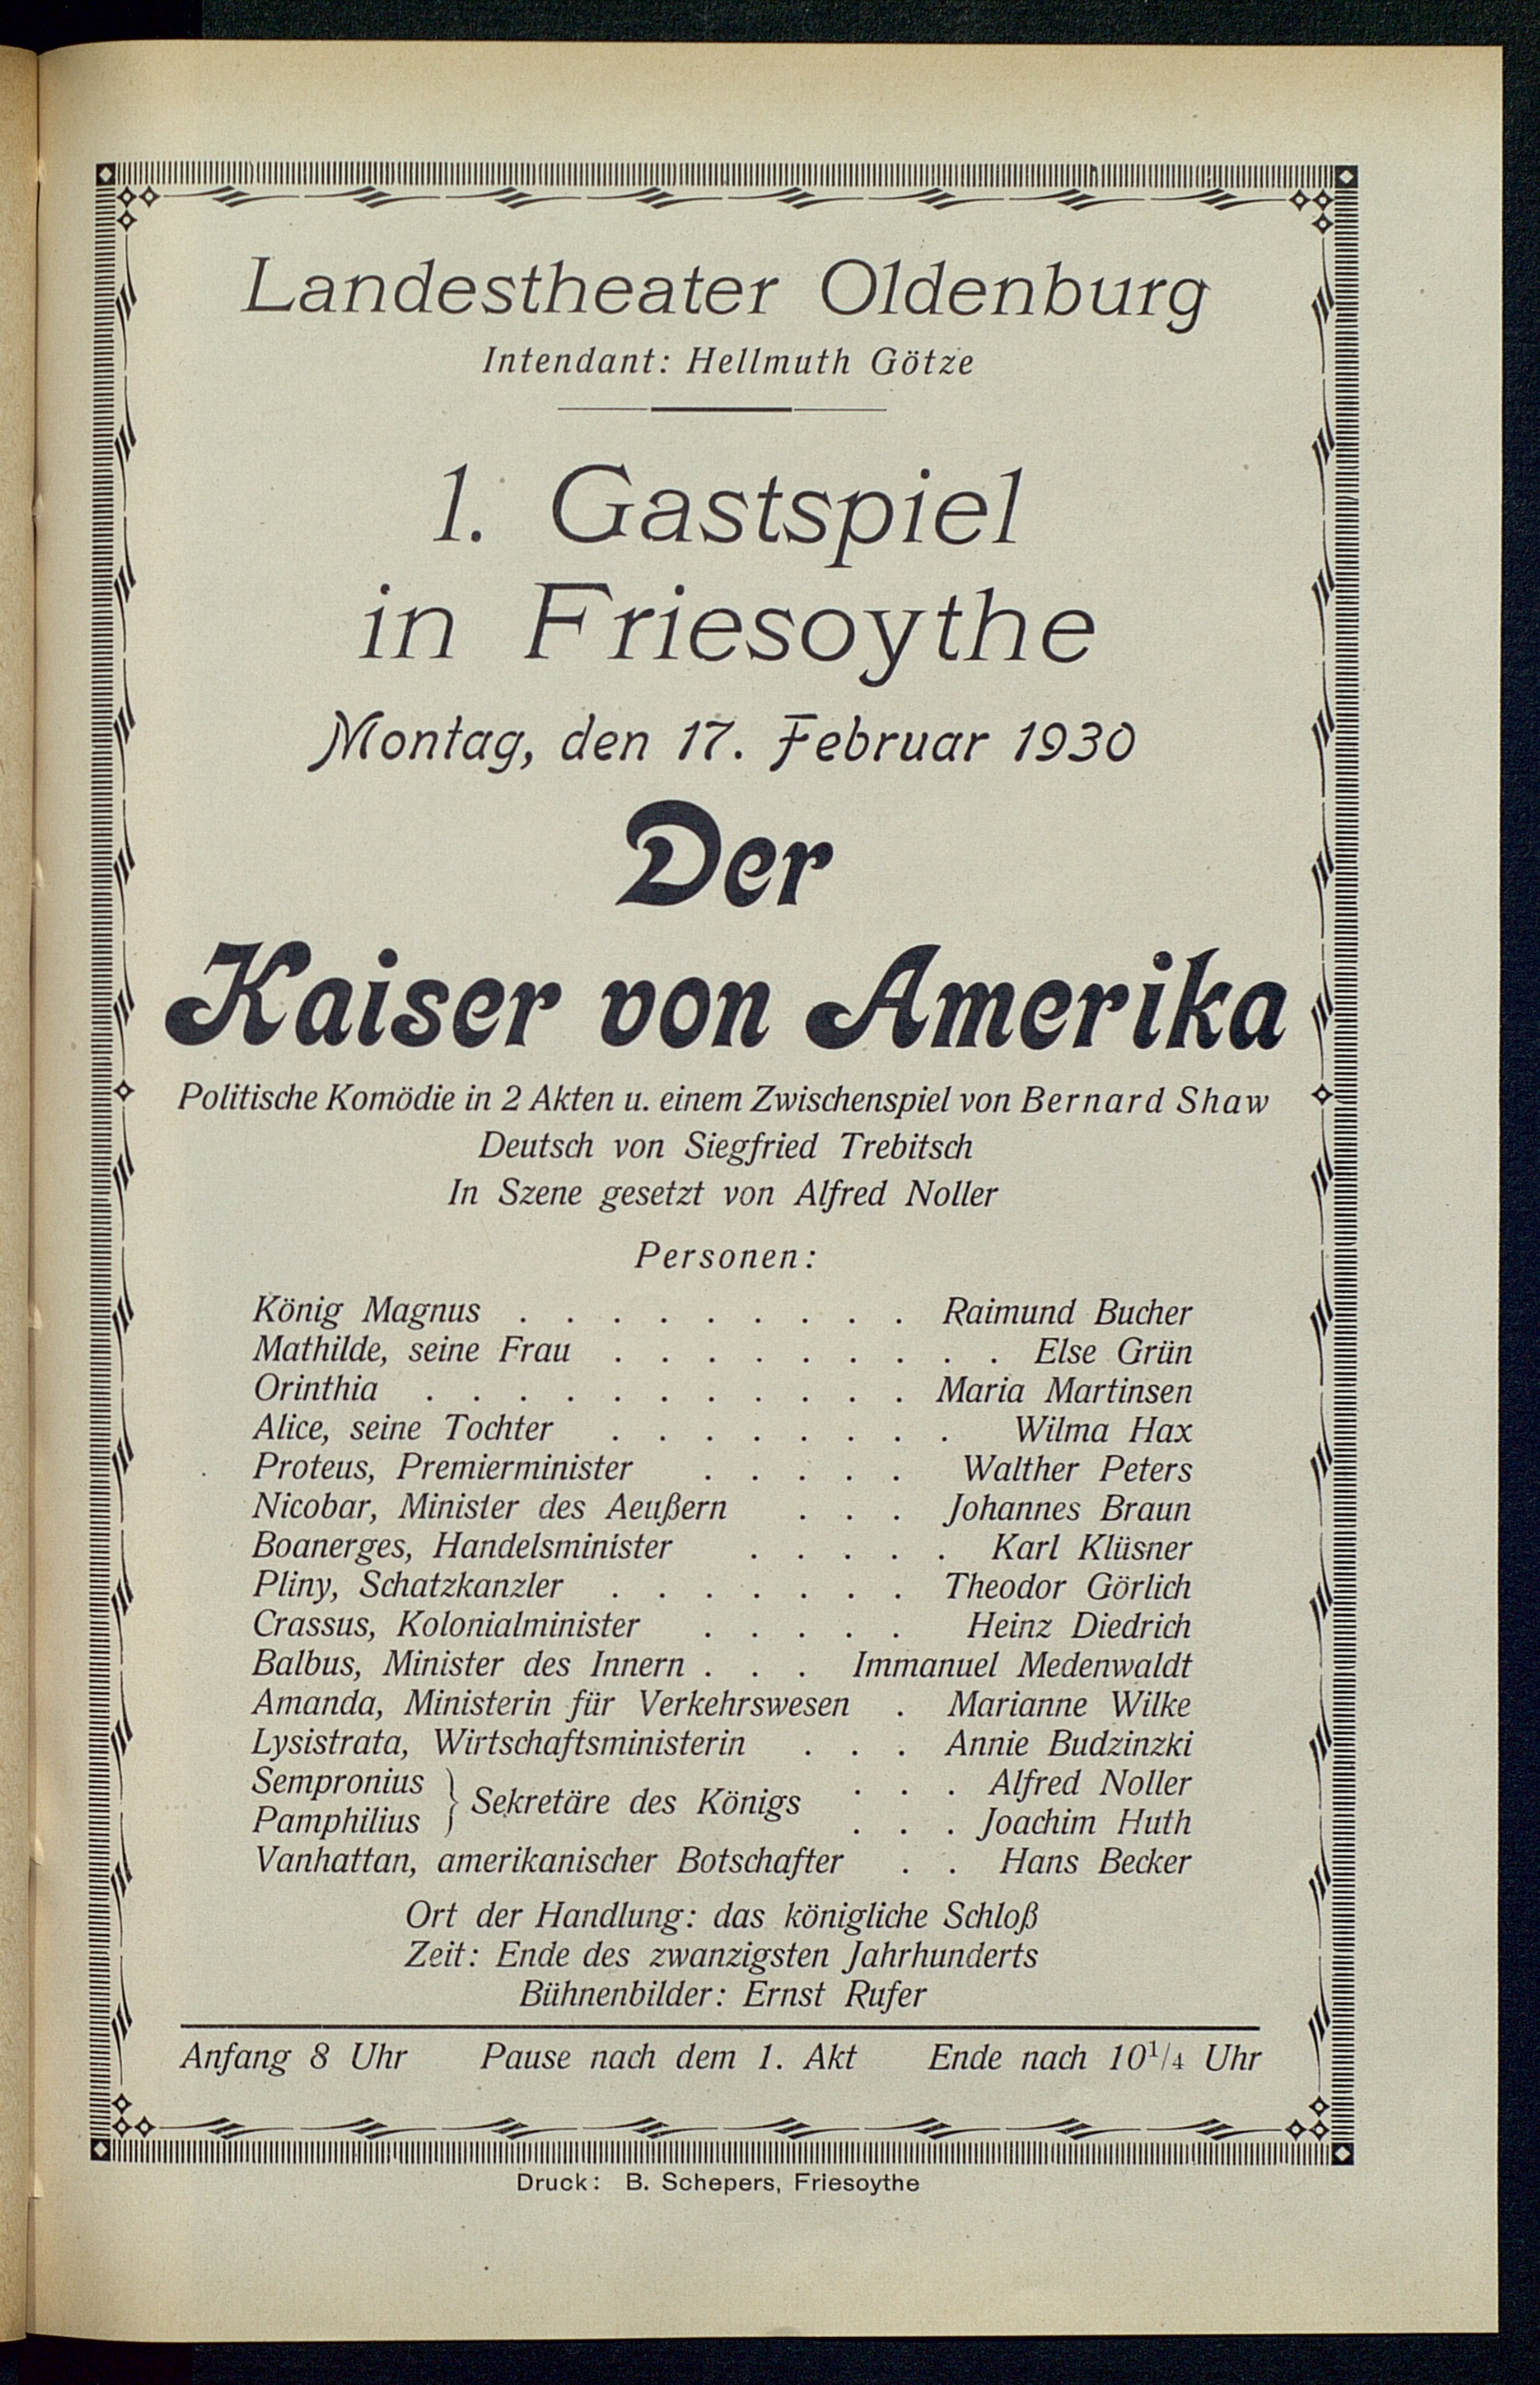 Landestheater Oldenburg
Intendant: Hellmuth Götze
1. Gastspiel
in Friesoythe
Montag, den 17. Februar 1930
Der
Kaiser von Amerika
Politische Komödie in 2 Akten u. einem Zwischenspiel von Bernard Shaw
Deutsch von Siegfried Trebitsch
In Szene gesetzt von Alfred Noller
Personen:
König Magnus . . . . . . . . . Raimund Bucher
Mathilde, seine Frau . . . . . . . . . Else Grün
Orinthia . . . . . . . . . . . Maria Martinsen
Alice, seine Tochter . . . . . . . . Wilma Hax
Proteus, Premierminister . . . . . Walther Peters
Nicobar, Minister des Aeußern . . . Johannes Braun
Boanerges, Handelsminister . . . . . Karl Klüsner
Pliny, Schatzkanzler . . . . . . . Theodor Görlich
Crassus, Kolonialminister . . . . . Heinz Diedrich
Balbus, Minister des Innern . . . Immanuel Medenwaldt
Amanda, Ministerin für Verkehrswesen . Marianne Wilke
Lysistrata, Wirtschaftsministerin . . . Annie Budzinzki
Sempronius } Sekretäre des Königs . . . Alfred Noller
Pamphilius . . . Joachim Huth
Vanhattan, amerikanischer Botschafter . . Hans Becker
Ort der Handlung: das königliche Schloß
Zeit: Ende des zwanzigsten Jahrhunderts
Bühnenbilder: Ernst Rufer
Anfang 8 Uhr Pause nach dem 1. Akt Ende nach 10¹/₄ Uhr
Druck: B. Schepers, Friesoythe